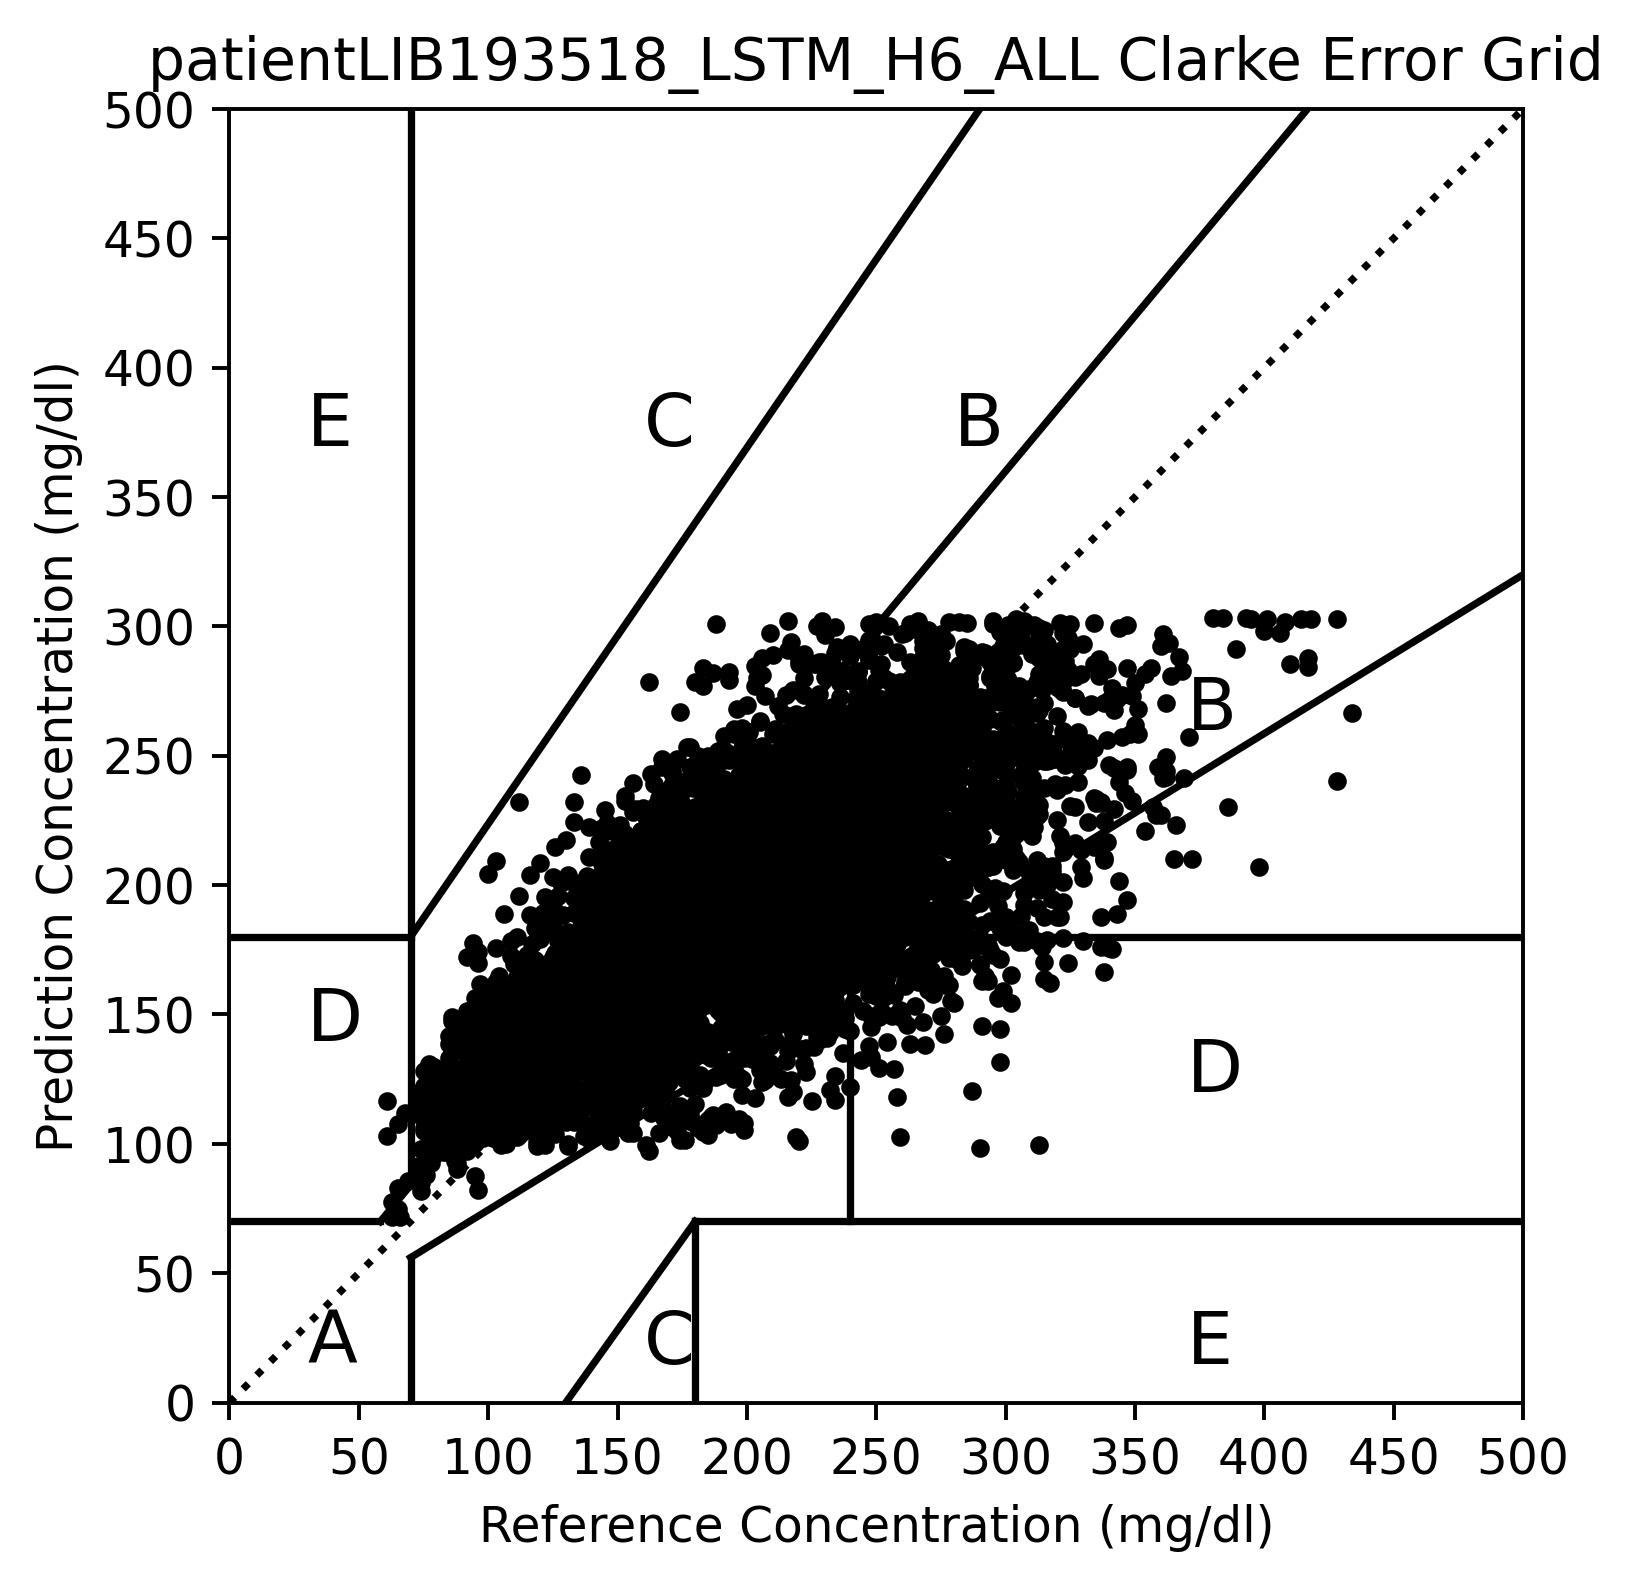 patientLIB193518_LSTM_H6_ALL Clarke Error Grid
500
450
400
350
300
250
200
150
100
50
0
Prediction Concentration (mg/dl)
E
C
B
B
D
D
A
C
E
0 50 100 150 200 250 300 350 400 450 500
Reference Concentration (mg/dl)